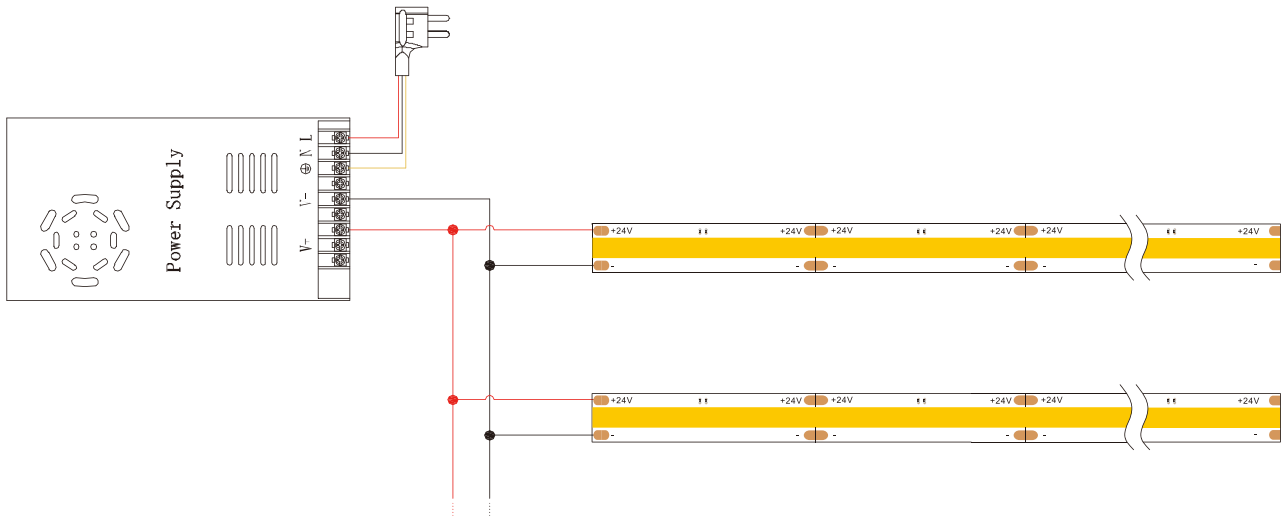 Power Supply
L
N
V-
V+
+24V +24V +24V +24V +24V +24V
- - - - - -
+24V +24V +24V +24V +24V +24V
- - - - - -